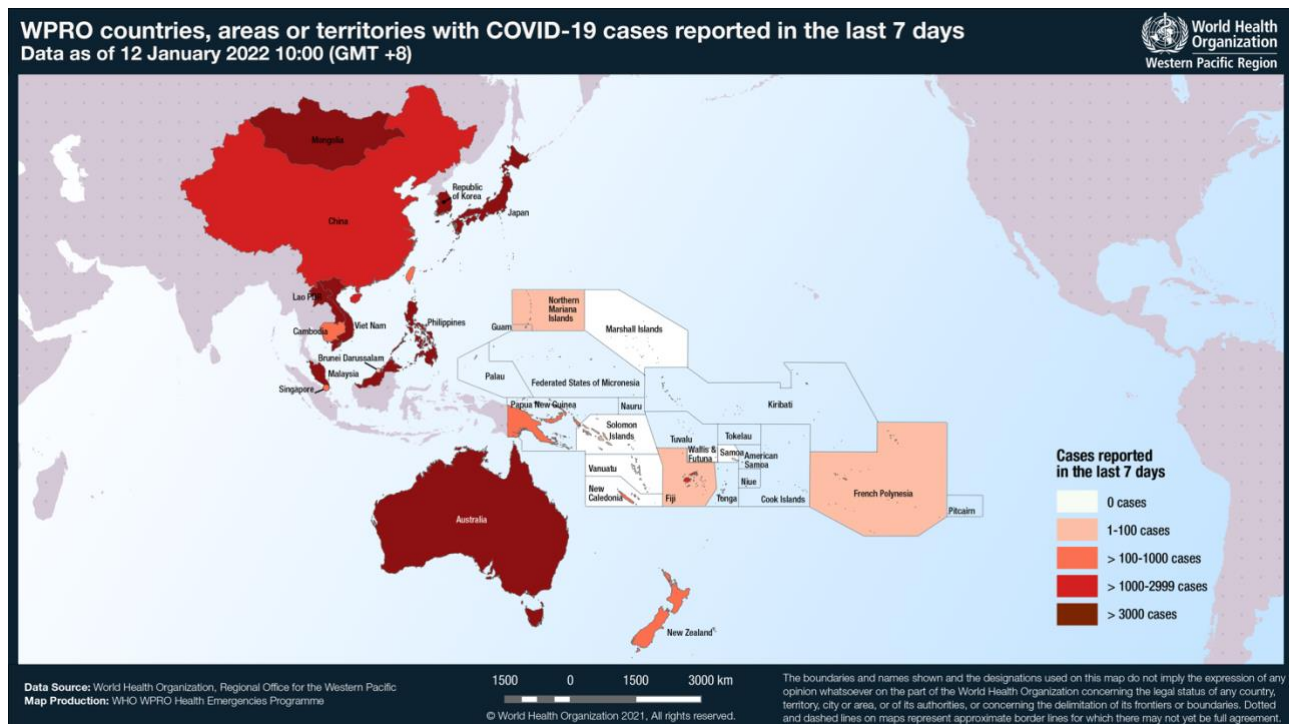 WPRO countries, areas or territories with COVID-19 cases reported in the last 7 days
Data as of 12 January 2022 10:00 (GMT +8)
World Health
Organization
Western Pacific Region
Mongolia
Republic
of Korea
Japan
China
Lao PDR
Viet Nam
Cambodia
Philippines
Brunei Darussalam
Malaysia
Singapore
Northern
Mariana
Islands
Guam
Marshall Islands
Palau
Federated States of Micronesia
Papua New Guinea
Nauru
Kiribati
Solomon
Islands
Tuvalu
Tokelau
Wallis &
Futuna
Samoa
American
Samoa
Vanuatu
Niue
New
Caledonia
Fiji
Tonga
Cook Islands
French Polynesia
Pitcairn
Australia
New Zealand
Cases reported
in the last 7 days
0 cases
1-100 cases
> 100-1000 cases
> 1000-2999 cases
> 3000 cases
Data Source: World Health Organization, Regional Office for the Western Pacific
Map Production: WHO WPRO Health Emergencies Programme
1500 0 1500 3000 km
© World Health Organization 2021, All rights reserved.
The boundaries and names shown and the designations used on this map do not imply the expression of any
opinion whatsoever on the part of the World Health Organization concerning the legal status of any country,
territory, city or area, or of its authorities, or concerning the delimitation of its frontiers or boundaries. Dotted
and dashed lines on maps represent approximate border lines for which there may not yet be full agreement.